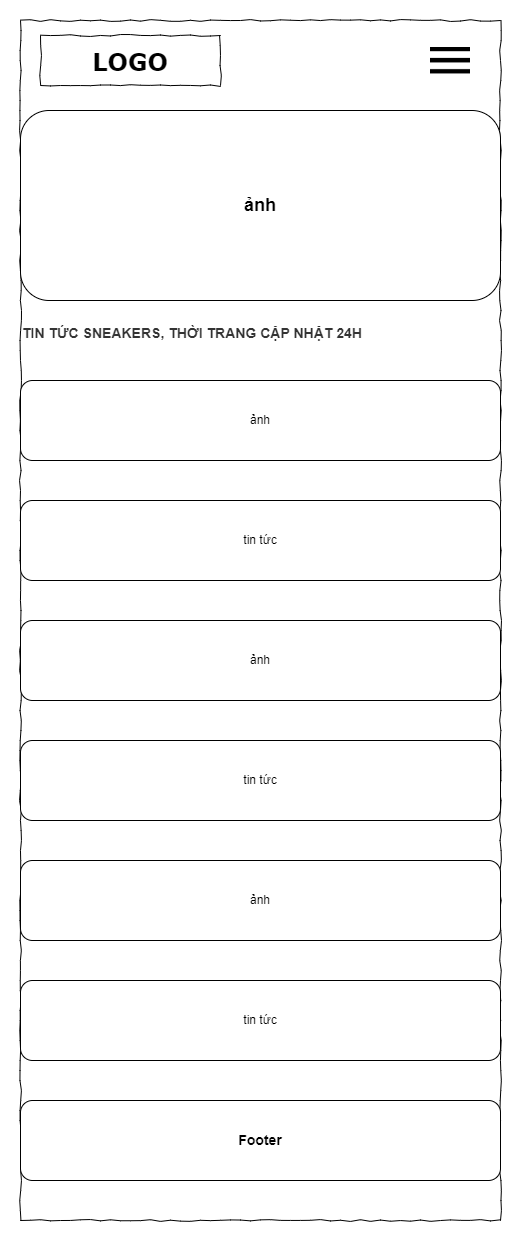 LOGO
ảnh
TIN TỨC SNEAKERS, THỜI TRANG CẬP NHẬT 24H
ảnh
tin tức
ảnh
tin tức
ảnh
tin tức
Footer